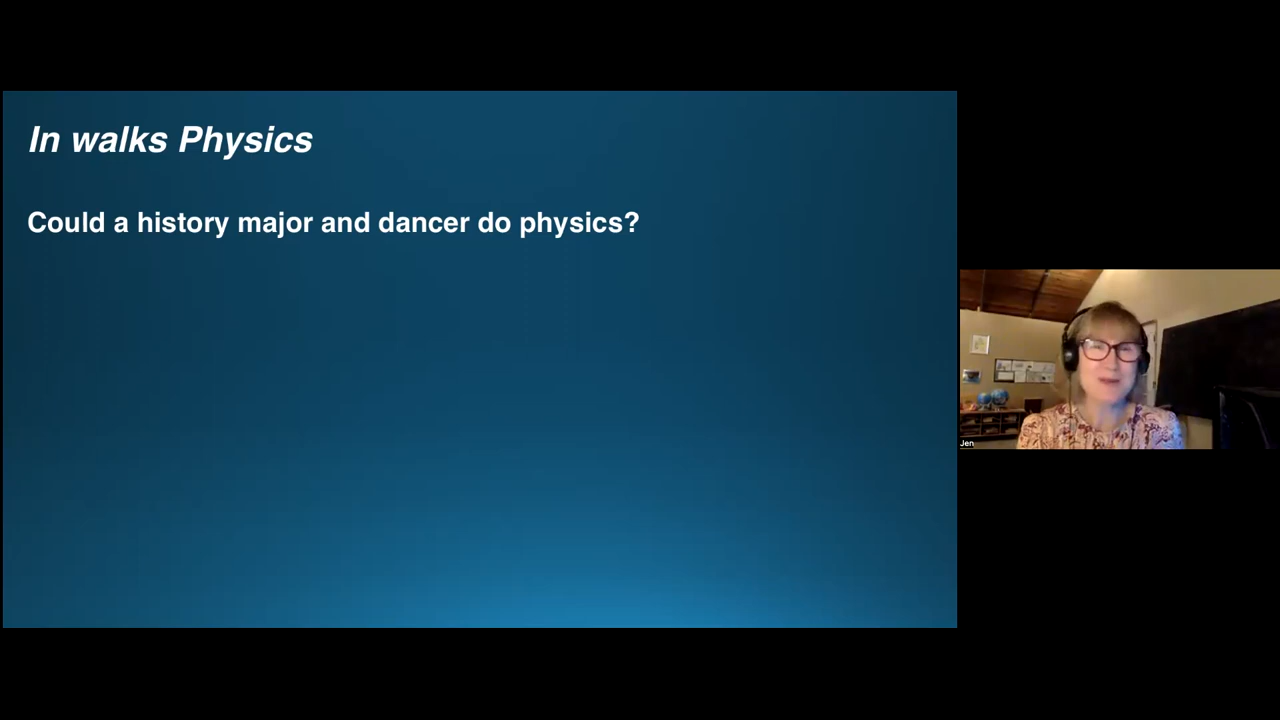 In walks Physics
Could a history major and dancer do physics?
Jen